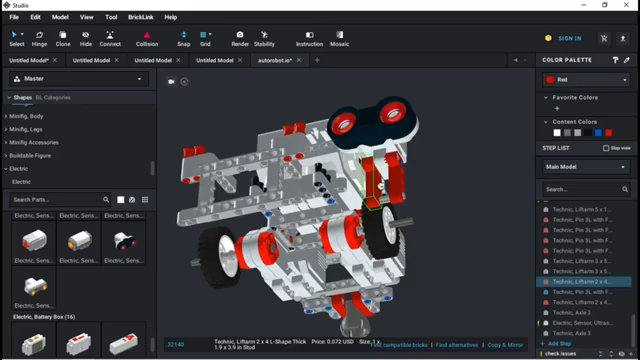 Studio
File Edit Model View Tool BrickLink Help
Select Hinge Clone Hide Connect Collision Snap Grid Render Stability Instruction Mosaic
SIGN IN
Untitled Model* Untitled Model Untitled Model Untitled Model autorobot.io*
COLOR PALETTE
Master
Red
Shapes BL Categories
Favorite Colors
Minifig, Body
Content Colors
Minifig, Legs
Minifig Accessories
STEP LIST
Step view
Buildable Figure
Main Model
Electric
Electric
Search...
Search Parts...
Technic, Liftarm 5 x 1...
Technic, Pin 3L with F...
Electric, Sens Electric, Sens Electric, Sens
Technic, Pin 3L with F...
Technic, Pin 3L with F...
Technic, Liftarm 3 x 5...
Technic, Liftarm 3 x 5...
Electric, Sens Electric, Sens Electric, Sens
Technic, Liftarm 2 x 4...
Technic, Pin 3L with F...
Technic, Liftarm 2 x 4...
Electric, Sens
Technic, Axle 3
Electric, Battery Box (16)
Electric, Sensor, Ultras...
Technic, Axle 3
Add Step
32140 Technic, Liftarm 2 x 4 L-Shape Thick Price: 0.072 USD
1.9 x 3.9 in Stud
Find compatible bricks Find alternatives Copy & Mirror
check issues